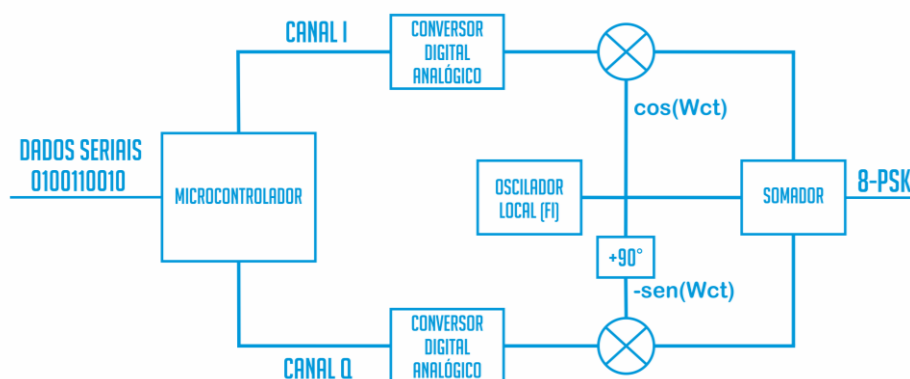 CANAL I
CONVERSOR
DIGITAL
ANALÓGICO
cos(Wct)
DADOS SERIAIS
0100110010
MICROCONTROLADOR
OSCILADOR
LOCAL (FI)
SOMADOR
8-PSK
+90°
-sen(Wct)
CANAL Q
CONVERSOR
DIGITAL
ANALÓGICO